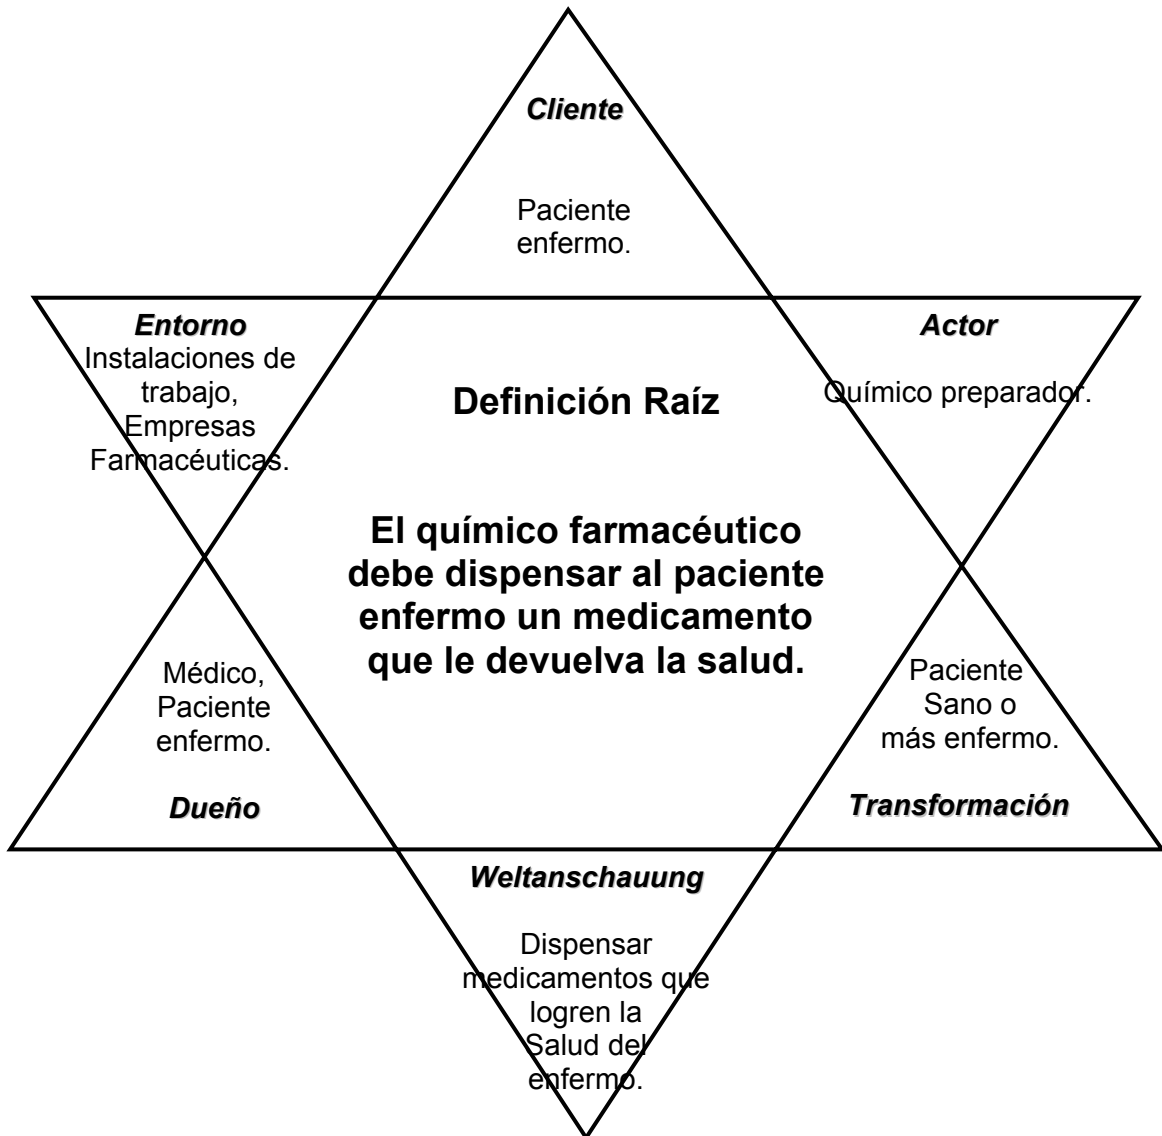 Cliente
Paciente
enfermo.
Entorno
Instalaciones de
trabajo,
Empresas
Farmacéuticas.
Actor
Químico preparador.
Definición Raíz
El químico farmacéutico
debe dispensar al paciente
enfermo un medicamento
que le devuelva la salud.
Médico,
Paciente
enfermo.
Dueño
Paciente
Sano o
más enfermo.
Transformación
Weltanschauung
Dispensar
medicamentos que
logren la
Salud del
enfermo.